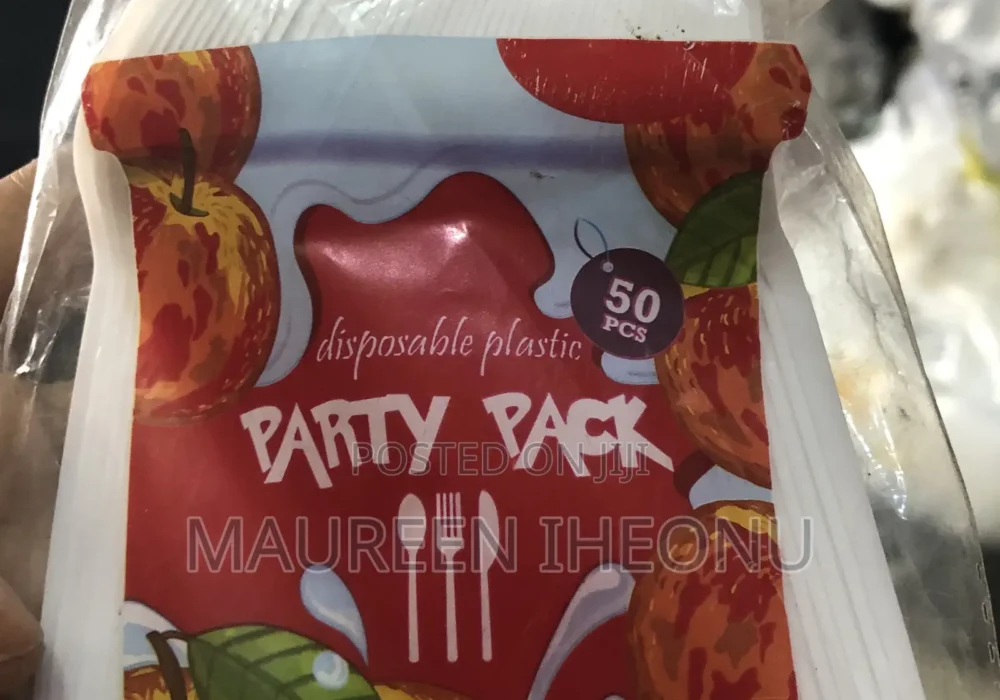 50
PCS
disposable plastic
PARTY PACK
POSTED ON JIJI
MAUREEN IHEONU